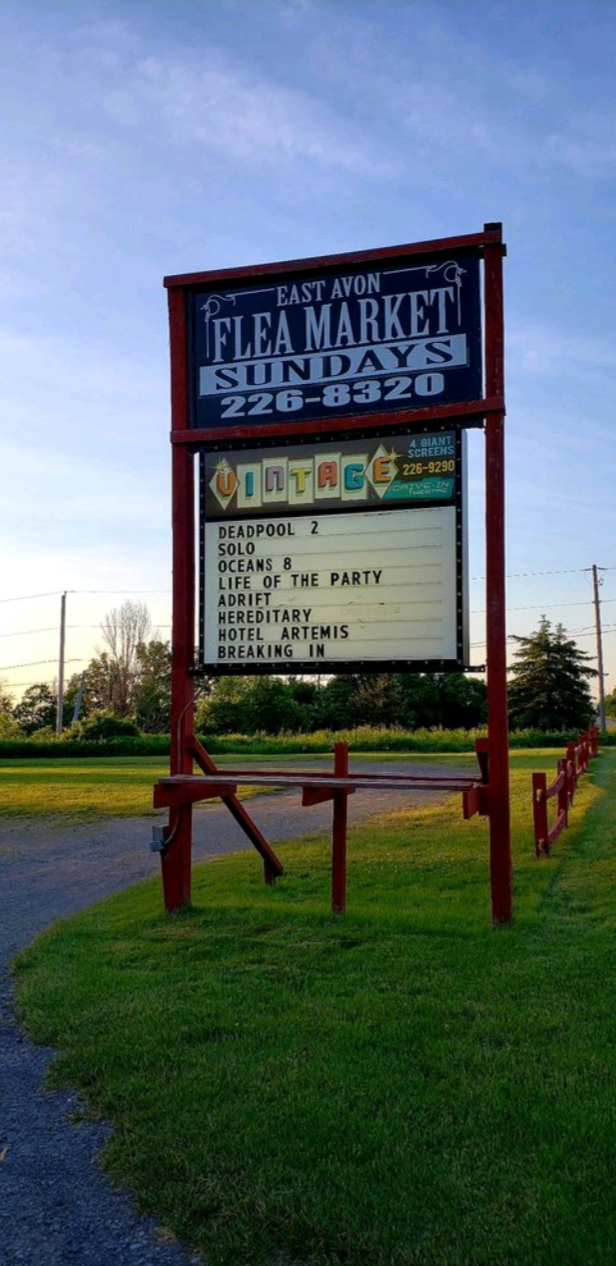 EAST AVON
FLEA MARKET
SUNDAYS
226-8320
VINTAGE
4 GIANT
SCREENS
226-9290
DRIVE-IN
THEATRE
DEADPOOL 2
SOLO
OCEANS 8
LIFE OF THE PARTY
ADRIFT
HEREDITARY
HOTEL ARTEMIS
BREAKING IN